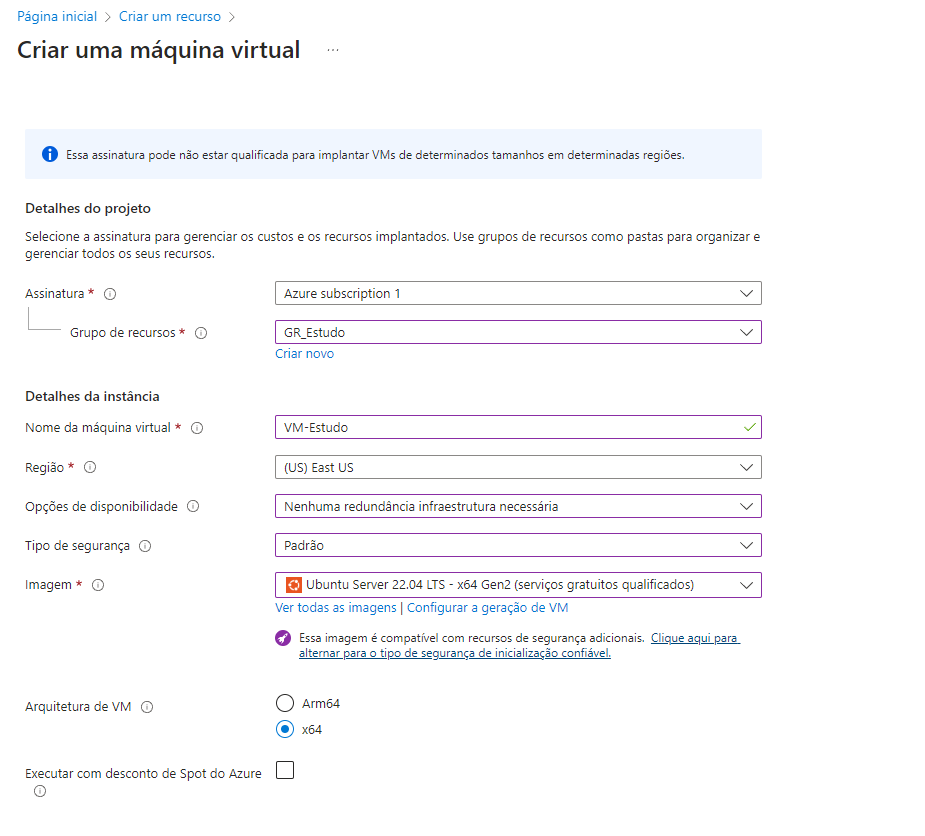 Página inicial > Criar um recurso >
Criar uma máquina virtual ...
Essa assinatura pode não estar qualificada para implantar VMs de determinados tamanhos em determinadas regiões.
Detalhes do projeto
Selecione a assinatura para gerenciar os custos e os recursos implantados. Use grupos de recursos como pastas para organizar e
gerenciar todos os seus recursos.
Assinatura * Azure subscription 1
Grupo de recursos * GR_Estudo
Criar novo
Detalhes da instância
Nome da máquina virtual * VM-Estudo
Região * (US) East US
Opções de disponibilidade Nenhuma redundância infraestrutura necessária
Tipo de segurança Padrão
Imagem * Ubuntu Server 22.04 LTS - x64 Gen2 (serviços gratuitos qualificados)
Ver todas as imagens | Configurar a geração de VM
Essa imagem é compatível com recursos de segurança adicionais. Clique aqui para
alternar para o tipo de segurança de inicialização confiável.
Arquitetura de VM Arm64
x64
Executar com desconto de Spot do Azure